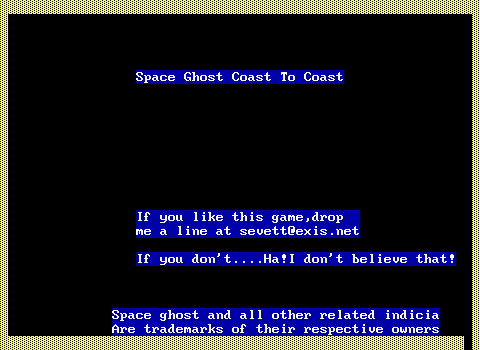 Space Ghost Coast To Coast
If you like this game,drop
me a line at sevett@exis.net
If you don't....Ha!I don't believe that!
Space ghost and all other related indicia
Are trademarks of their respective owners